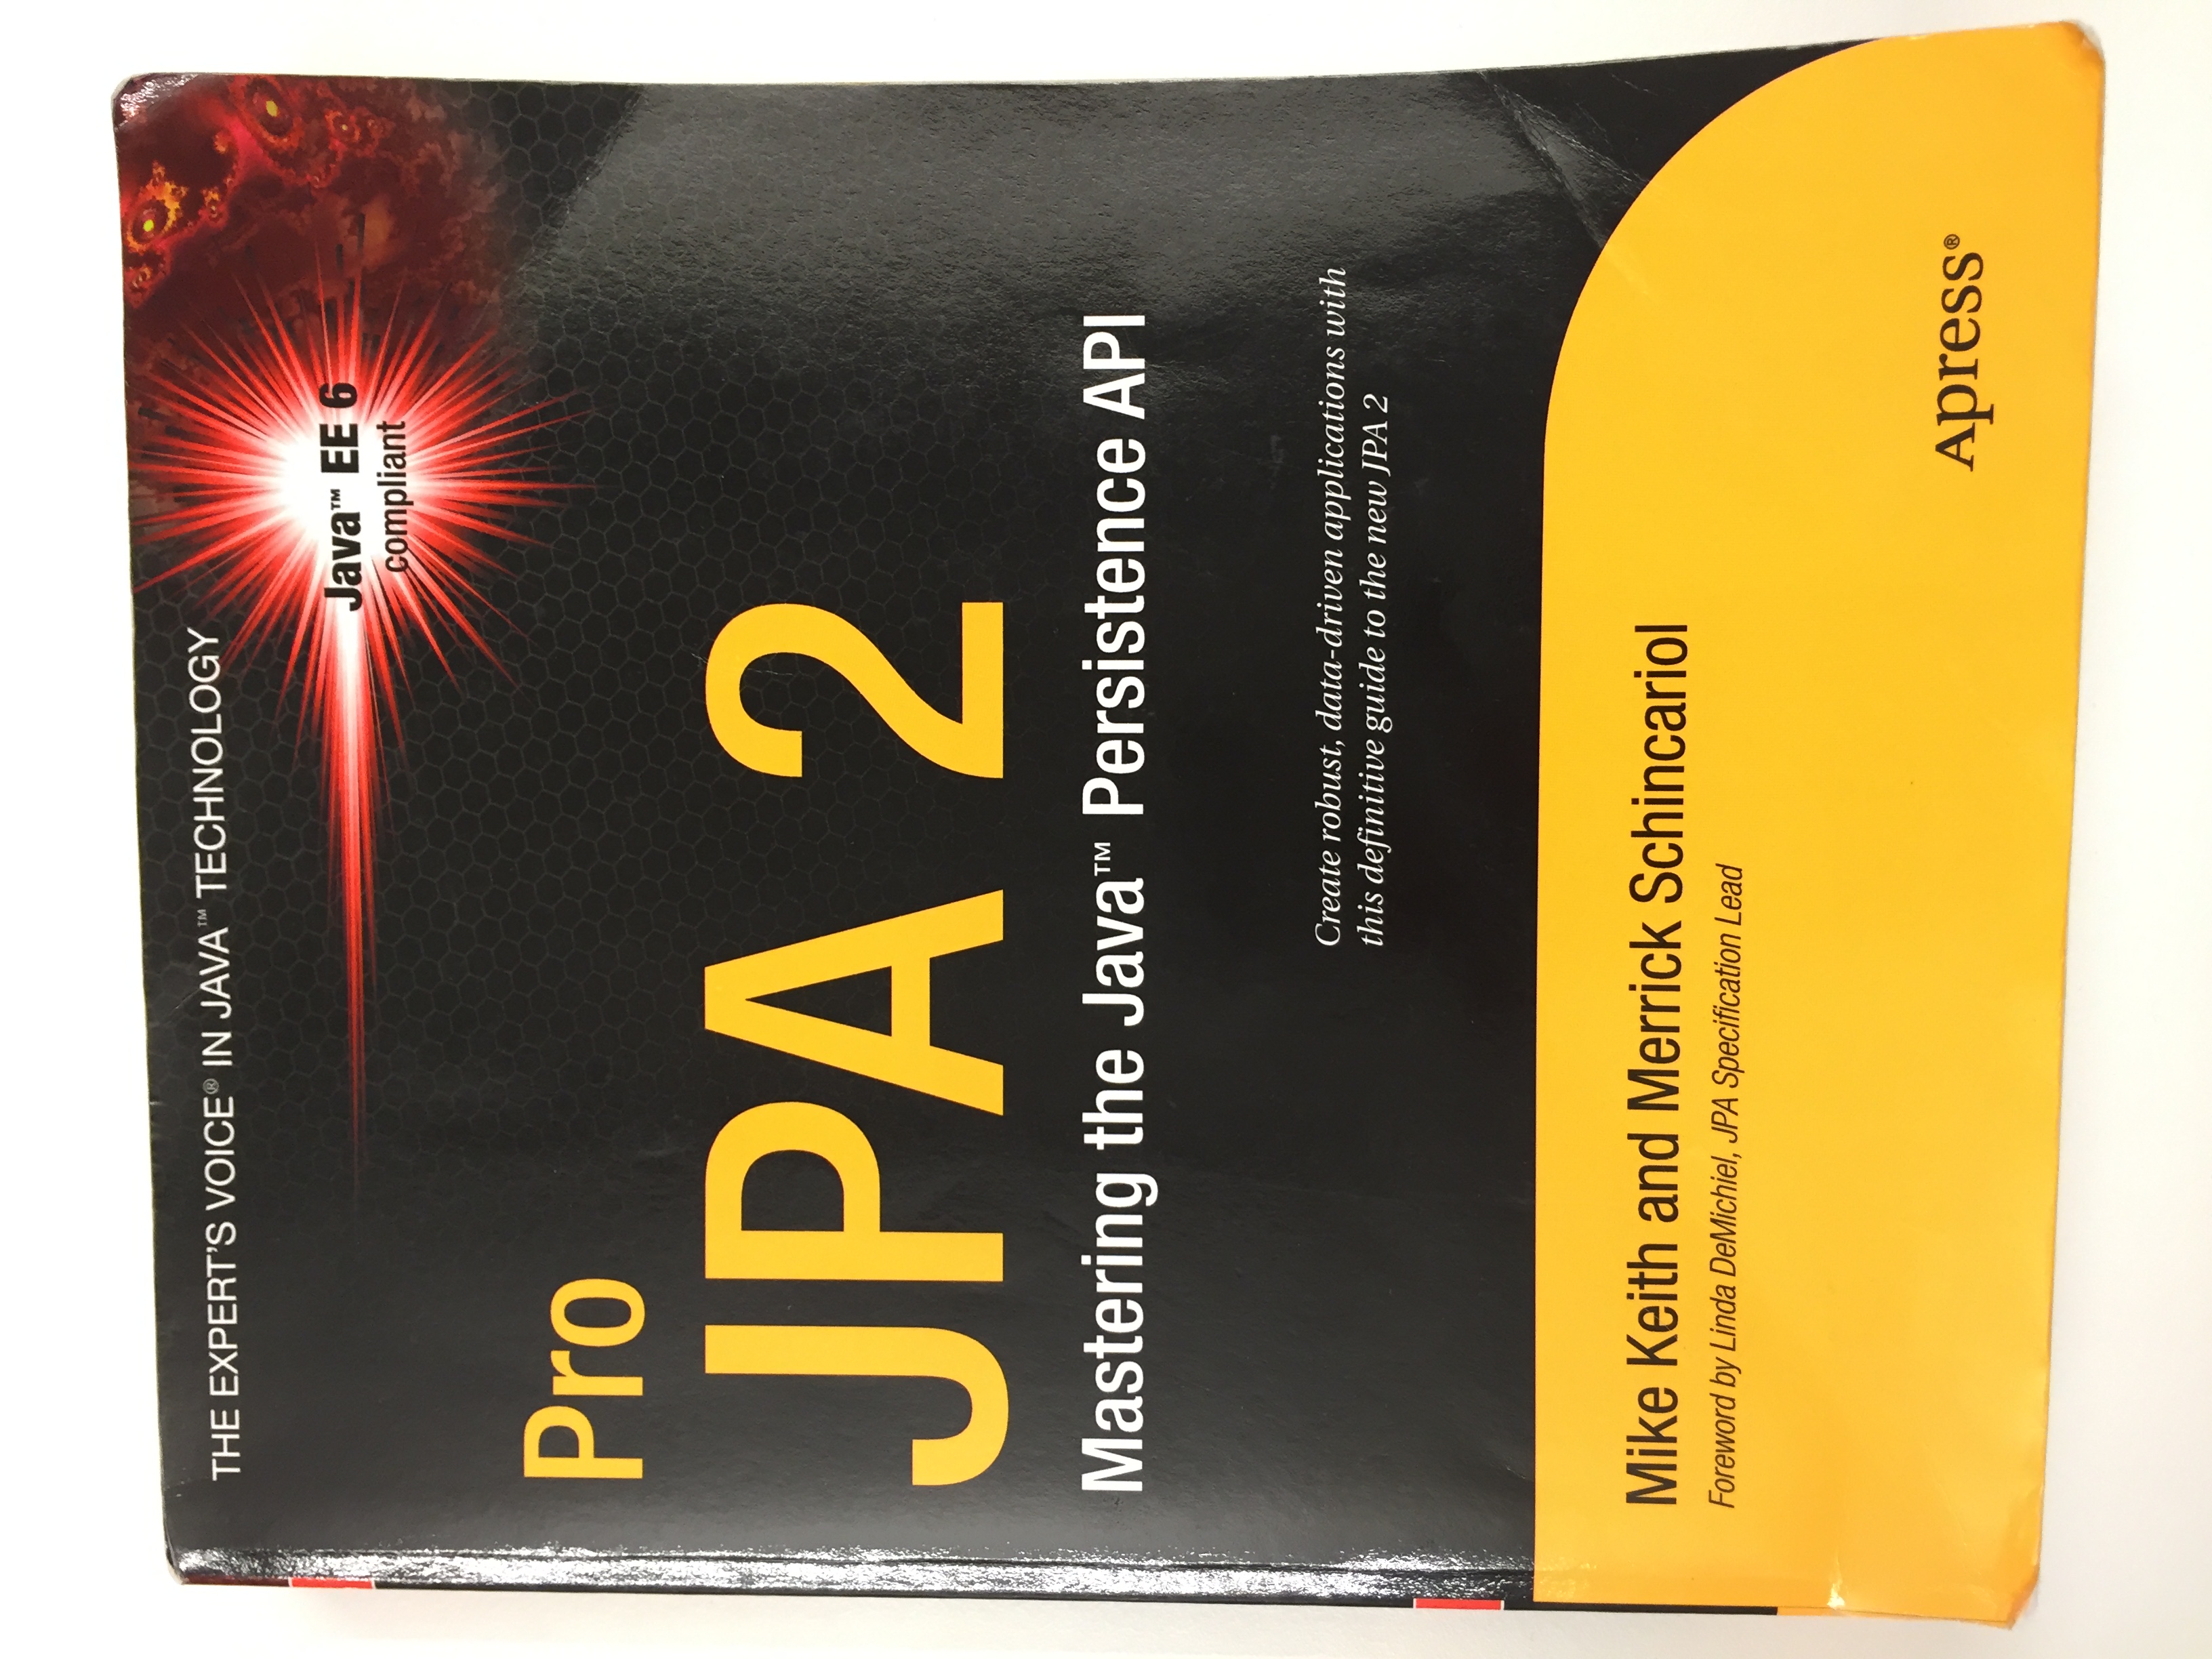 THE EXPERT'S VOICE® IN JAVA™ TECHNOLOGY
Java™ EE 6
compliant
Pro
JPA 2
Mastering the Java™ Persistence API
Create robust, data-driven applications with
this definitive guide to the new JPA 2
Mike Keith and Merrick Schincariol
Foreword by Linda DeMichiel, JPA Specification Lead
Apress®